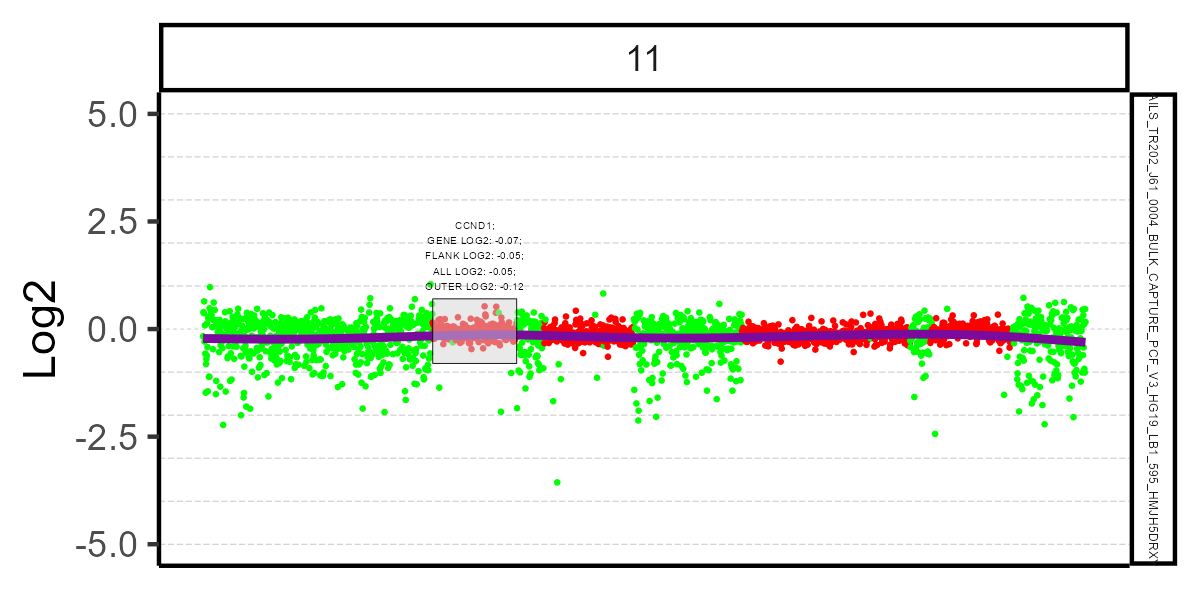 11
5.0
2.5
0.0
-2.5
-5.0
Log2
CCND1;
GENE LOG2: -0.07;
FLANK LOG2: -0.05;
ALL LOG2: -0.05;
OUTER LOG2: -0.12
AILS_TR202_J61_0004_BULK_CAPTURE_PCF_V3_HG19_LB1_595_HMJH5DRX